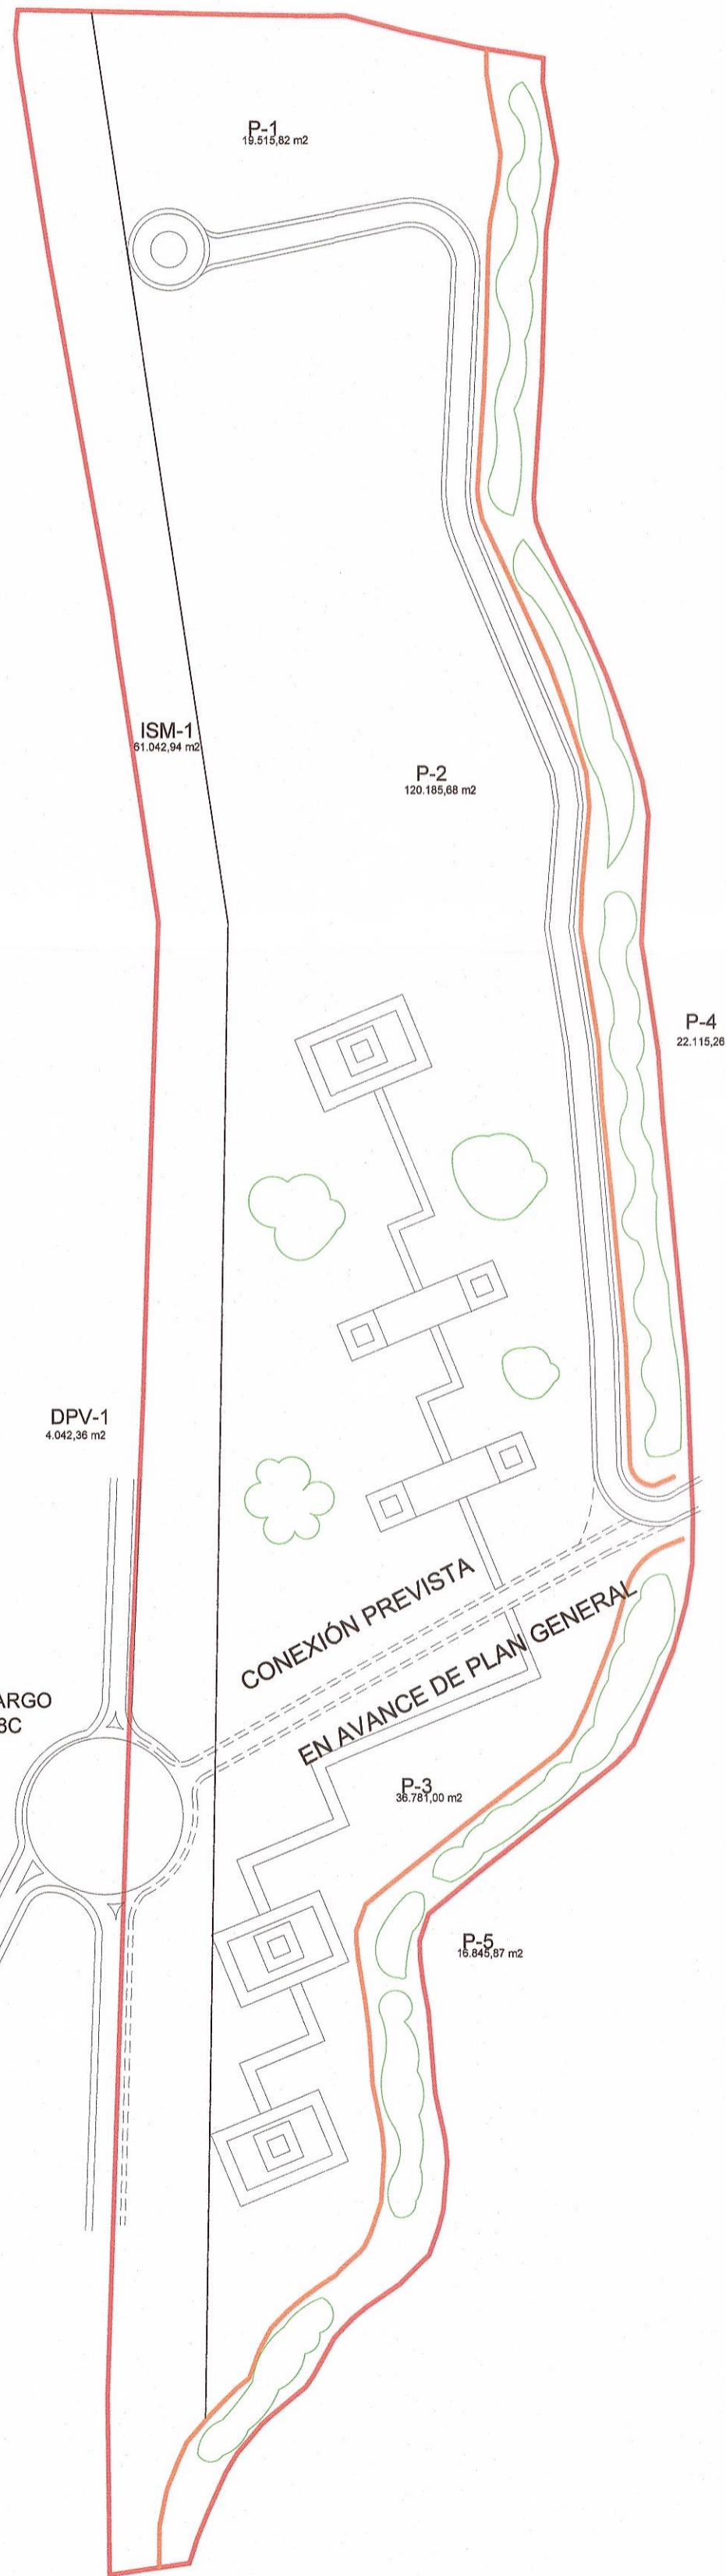 P-1
19.515,82 m2
ISM-1
61.042,94 m2
P-2
120.185,68 m2
P-4
22.115,26
DPV-1
4.042,36 m2
CONEXIÓN PREVISTA
EN AVANCE DE PLAN GENERAL
ARGO
8C
P-3
36.781,00 m2
P-5
16.845,87 m2